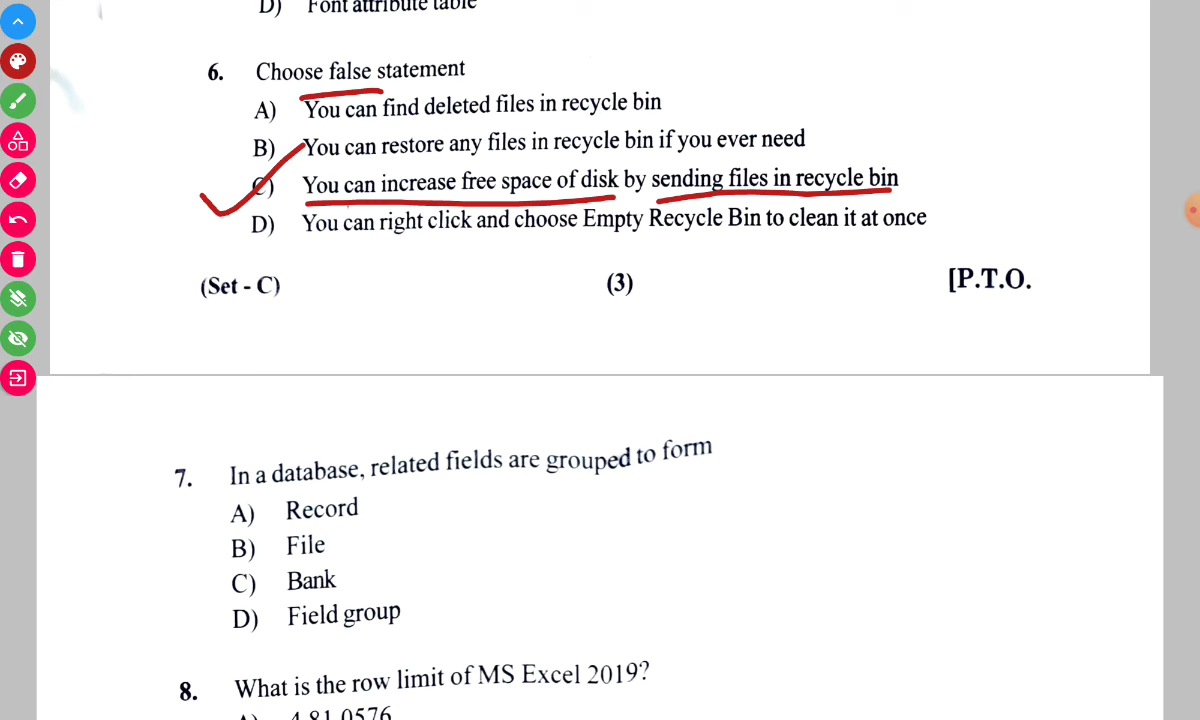 D) Font attribute table
6. Choose false statement
A) You can find deleted files in recycle bin
B) You can restore any files in recycle bin if you ever need
C) You can increase free space of disk by sending files in recycle bin
D) You can right click and choose Empty Recycle Bin to clean it at once
(Set - C) (3) [P.T.O.
7. In a database, related fields are grouped to form
A) Record
B) File
C) Bank
D) Field group
8. What is the row limit of MS Excel 2019?
A) 4,81,0576